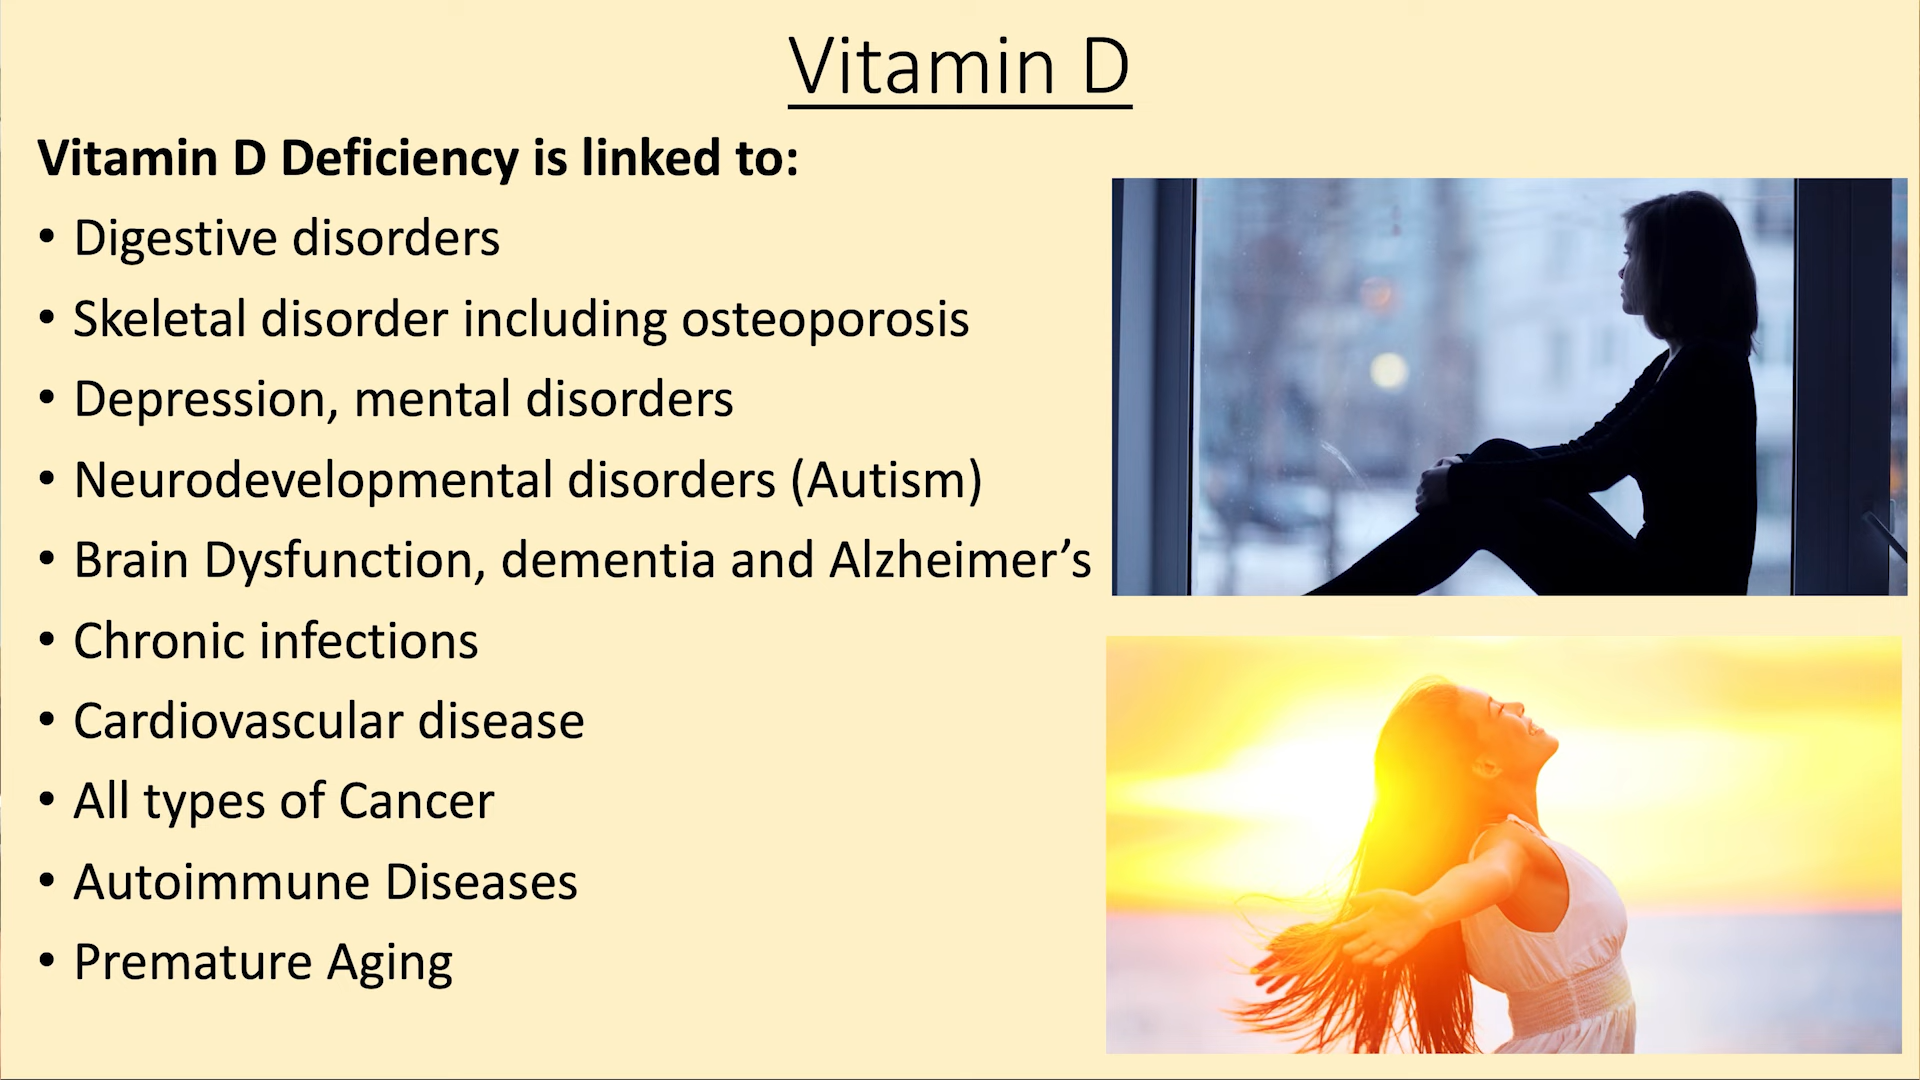 Vitamin D
Vitamin D Deficiency is linked to:
• Digestive disorders
• Skeletal disorder including osteoporosis
• Depression, mental disorders
• Neurodevelopmental disorders (Autism)
• Brain Dysfunction, dementia and Alzheimer’s
• Chronic infections
• Cardiovascular disease
• All types of Cancer
• Autoimmune Diseases
• Premature Aging